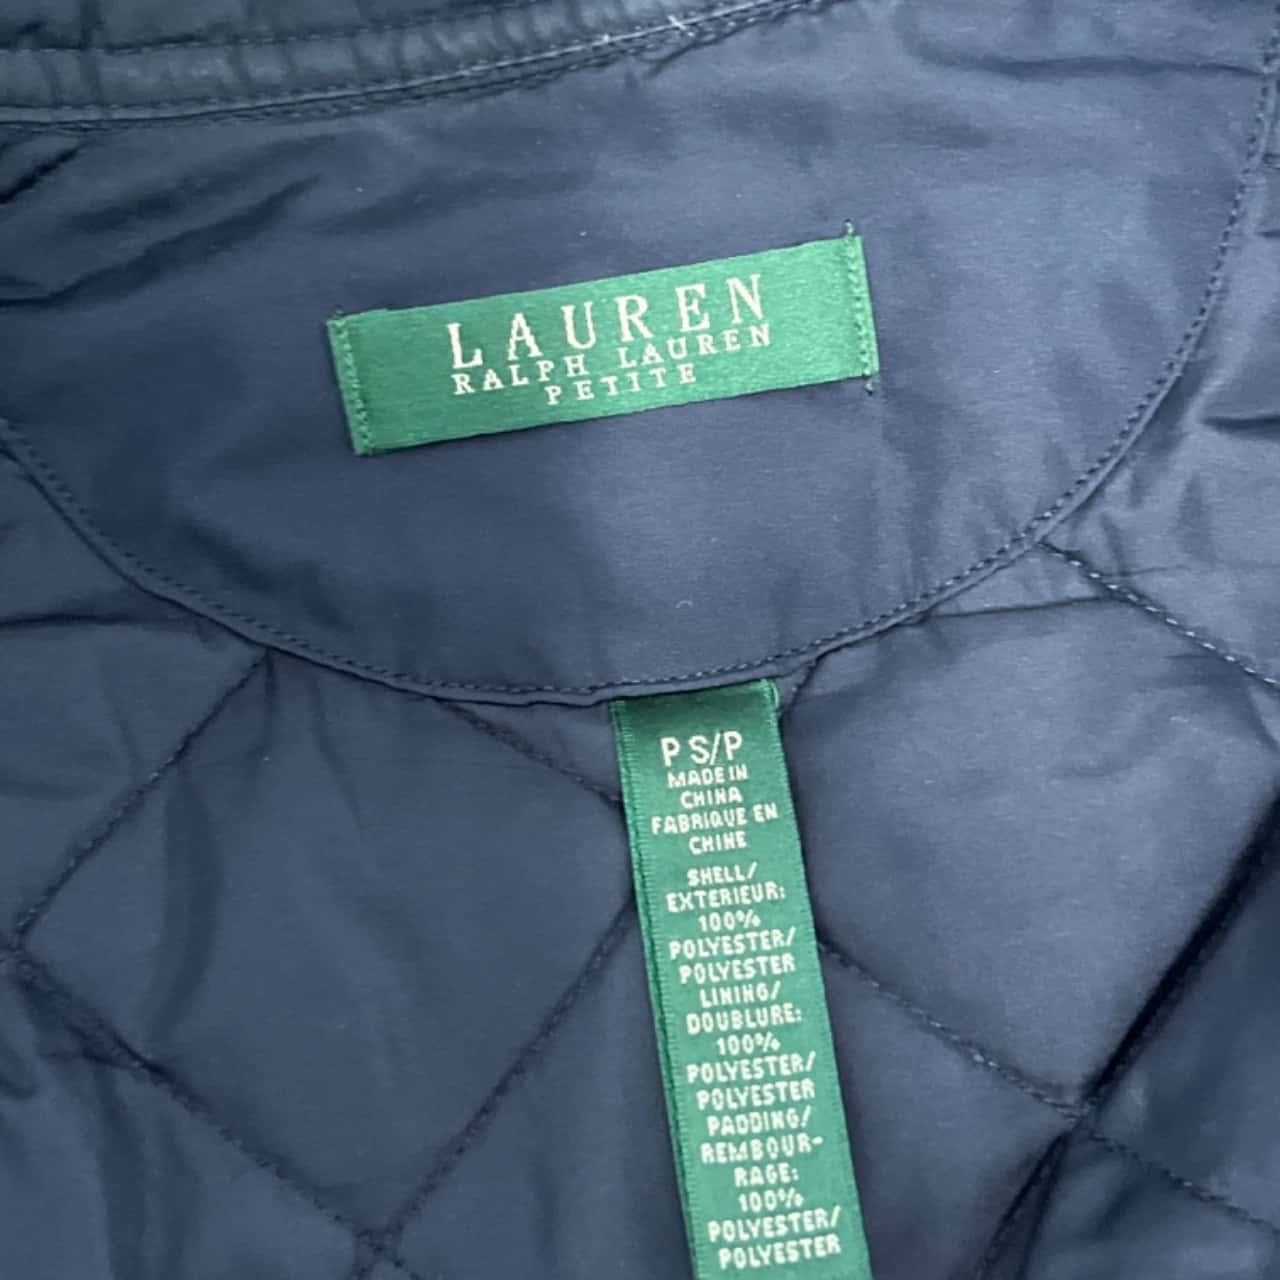 LAUREN
RALPH LAUREN
PETITE
P S/P
MADE IN
CHINA
FABRIQUE EN
CHINE
SHELL/
EXTERIEUR:
100%
POLYESTER/
POLYESTER
LINING/
DOUBLURE:
100%
POLYESTER/
POLYESTER
PADDING/
REMBOUR-
RAGE:
100%
POLYESTER/
POLYESTER